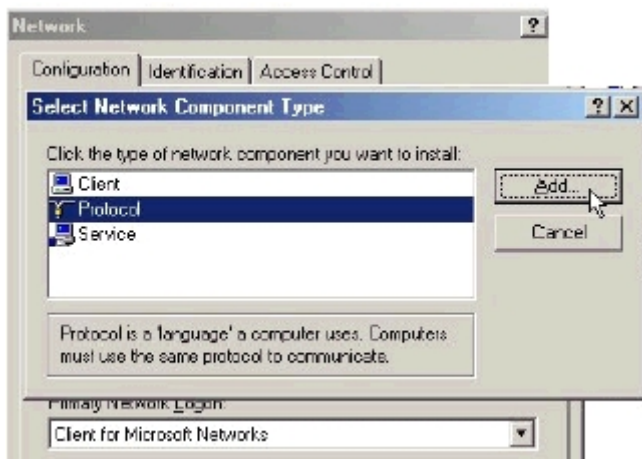 Network
Configuration Identification Access Control
Select Network Component Type
Click the type of network component you want to install:
Client
Protocol
Service
Add...
Cancel
Protocol is a 'language' a computer uses. Computers
must use the same protocol to communicate.
Primary Network Logon:
Client for Microsoft Networks